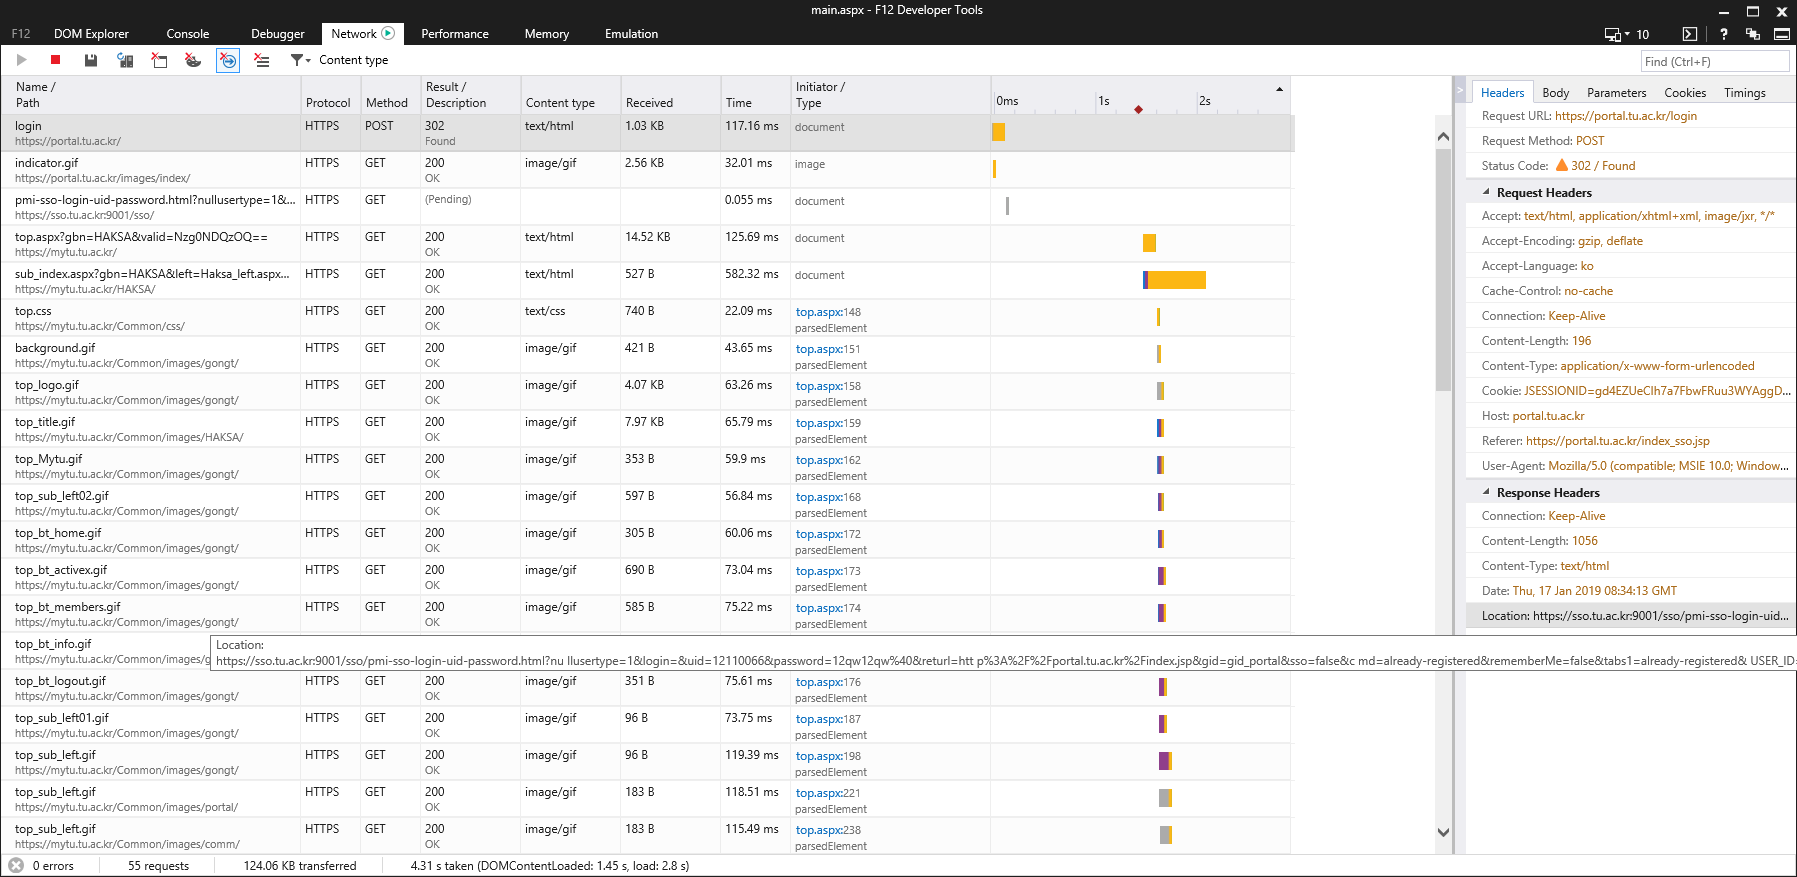 main.aspx - F12 Developer Tools
F12 DOM Explorer Console Debugger Network Performance Memory Emulation 10 ?
Content type Find (Ctrl+F)
Name / Path Protocol Method Result / Description Content type Received Time Initiator / Type 0ms 1s 2s
login HTTPS POST 302 text/html 1.03 KB 117.16 ms document
https://portal.tu.ac.kr/ Found
indicator.gif HTTPS GET 200 image/gif 2.56 KB 32.01 ms image
https://portal.tu.ac.kr/images/index/ OK
pmi-sso-login-uid-password.html?nullusertype=1&... HTTPS GET (Pending) 0.055 ms document
https://sso.tu.ac.kr:9001/sso/
top.aspx?gbn=HAKSA&valid=Nzg0NDQzOQ== HTTPS GET 200 text/html 14.52 KB 125.69 ms document
https://mytu.tu.ac.kr/ OK
sub_index.aspx?gbn=HAKSA&left=Haksa_left.aspx... HTTPS GET 200 text/html 527 B 582.32 ms document
https://mytu.tu.ac.kr/HAKSA/ OK
top.css HTTPS GET 200 text/css 740 B 22.09 ms top.aspx:148
https://mytu.tu.ac.kr/Common/css/ OK parsedElement
background.gif HTTPS GET 200 image/gif 421 B 43.65 ms top.aspx:151
https://mytu.tu.ac.kr/Common/images/gongt/ OK parsedElement
top_logo.gif HTTPS GET 200 image/gif 4.07 KB 63.26 ms top.aspx:158
https://mytu.tu.ac.kr/Common/images/gongt/ OK parsedElement
top_title.gif HTTPS GET 200 image/gif 7.97 KB 65.79 ms top.aspx:159
https://mytu.tu.ac.kr/Common/images/HAKSA/ OK parsedElement
top_Mytu.gif HTTPS GET 200 image/gif 353 B 59.9 ms top.aspx:162
https://mytu.tu.ac.kr/Common/images/gongt/ OK parsedElement
top_sub_left02.gif HTTPS GET 200 image/gif 597 B 56.84 ms top.aspx:168
https://mytu.tu.ac.kr/Common/images/gongt/ OK parsedElement
top_bt_home.gif HTTPS GET 200 image/gif 305 B 60.06 ms top.aspx:172
https://mytu.tu.ac.kr/Common/images/gongt/ OK parsedElement
top_bt_activex.gif HTTPS GET 200 image/gif 690 B 73.04 ms top.aspx:173
https://mytu.tu.ac.kr/Common/images/gongt/ OK parsedElement
top_bt_members.gif HTTPS GET 200 image/gif 585 B 75.22 ms top.aspx:174
https://mytu.tu.ac.kr/Common/images/gongt/ OK parsedElement
top_bt_info.gif
https://mytu.tu.ac.kr/Common/images/g
Location:
https://sso.tu.ac.kr:9001/sso/pmi-sso-login-uid-password.html?nu llusertype=1&login=&uid=12110066&password=12qw12qw%40&returl=htt p%3A%2F%2Fportal.tu.ac.kr%2Findex.jsp&gid=gid_portal&sso=false&c md=already-registered&rememberMe=false&tabs1=already-registered& USER_ID=
top_bt_logout.gif HTTPS GET 200 image/gif 351 B 75.61 ms top.aspx:176
https://mytu.tu.ac.kr/Common/images/gongt/ OK parsedElement
top_sub_left01.gif HTTPS GET 200 image/gif 96 B 73.75 ms top.aspx:187
https://mytu.tu.ac.kr/Common/images/gongt/ OK parsedElement
top_sub_left.gif HTTPS GET 200 image/gif 96 B 119.39 ms top.aspx:198
https://mytu.tu.ac.kr/Common/images/gongt/ OK parsedElement
top_sub_left.gif HTTPS GET 200 image/gif 183 B 118.51 ms top.aspx:221
https://mytu.tu.ac.kr/Common/images/portal/ OK parsedElement
top_sub_left.gif HTTPS GET 200 image/gif 183 B 115.49 ms top.aspx:238
https://mytu.tu.ac.kr/Common/images/comm/ OK parsedElement
0 errors 55 requests 124.06 KB transferred 4.31 s taken (DOMContentLoaded: 1.45 s, load: 2.8 s)
Headers Body Parameters Cookies Timings
Request URL: https://portal.tu.ac.kr/login
Request Method: POST
Status Code: 302 / Found
Request Headers
Accept: text/html, application/xhtml+xml, image/jxr, */*
Accept-Encoding: gzip, deflate
Accept-Language: ko
Cache-Control: no-cache
Connection: Keep-Alive
Content-Length: 196
Content-Type: application/x-www-form-urlencoded
Cookie: JSESSIONID=gd4EZUeClh7a7FbwFRuu3WYAggD...
Host: portal.tu.ac.kr
Referer: https://portal.tu.ac.kr/index_sso.jsp
User-Agent: Mozilla/5.0 (compatible; MSIE 10.0; Window...
Response Headers
Connection: Keep-Alive
Content-Length: 1056
Content-Type: text/html
Date: Thu, 17 Jan 2019 08:34:13 GMT
Location: https://sso.tu.ac.kr:9001/sso/pmi-sso-login-uid...